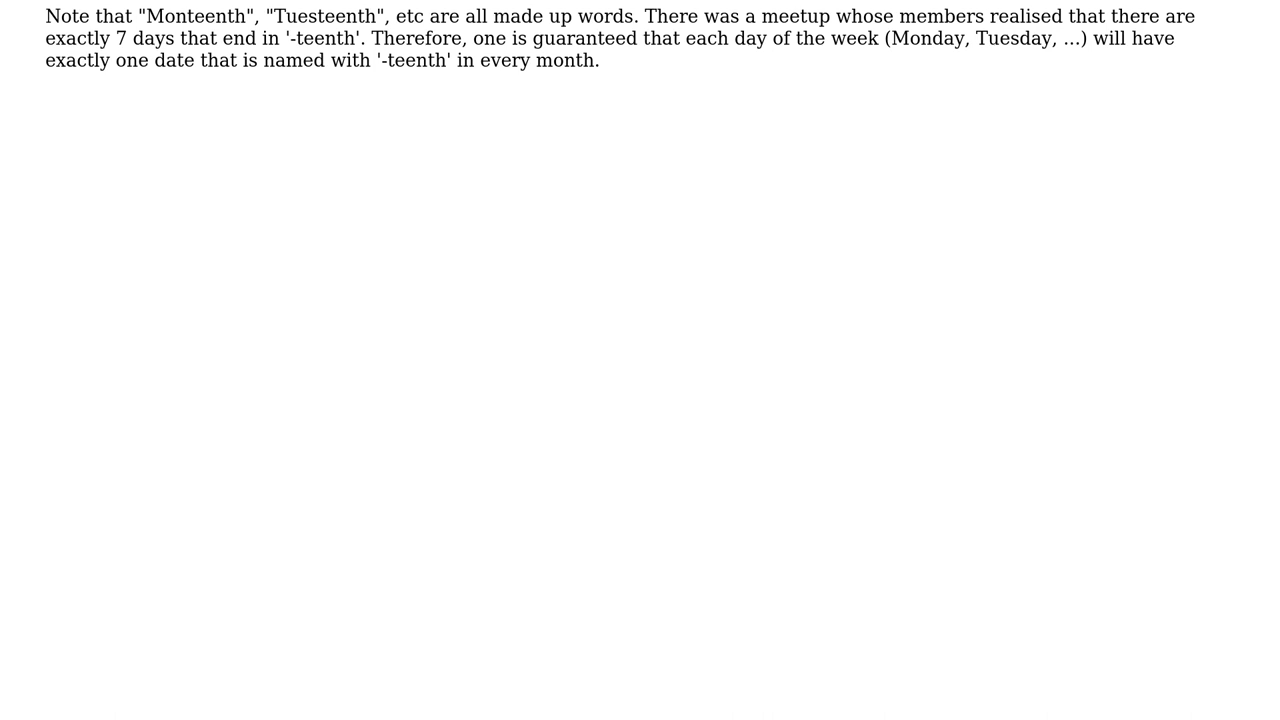 Note that "Monteenth", "Tuesteenth", etc are all made up words. There was a meetup whose members realised that there are
exactly 7 days that end in '-teenth'. Therefore, one is guaranteed that each day of the week (Monday, Tuesday, ...) will have
exactly one date that is named with '-teenth' in every month.